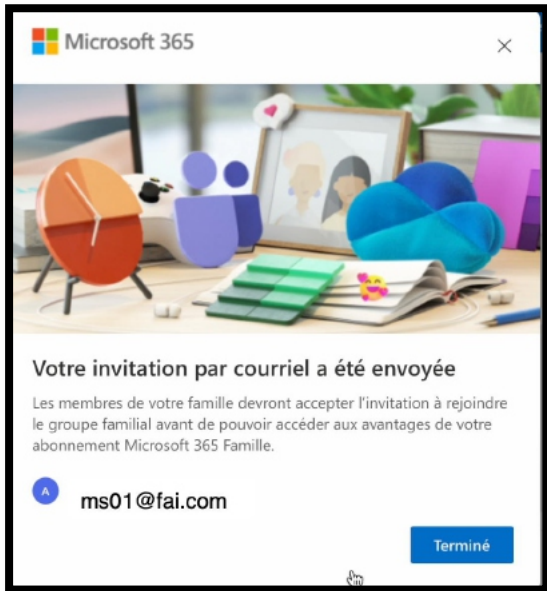 Microsoft 365
Votre invitation par courriel a été envoyée
Les membres de votre famille devront accepter l'invitation à rejoindre
le groupe familial avant de pouvoir accéder aux avantages de votre
abonnement Microsoft 365 Famille.
A
ms01@fai.com
Terminé